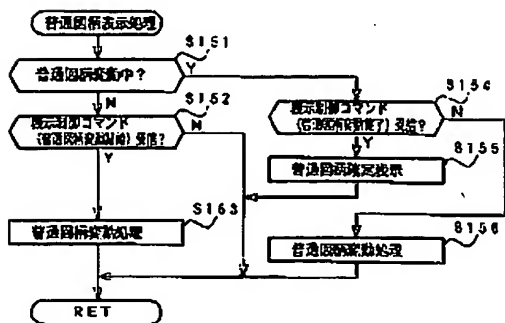 普通図柄表示処理
S151
普通図柄変動中?
Y
N
S152
表示制御コマンド
(普通図柄変動開始)受信?
N
Y
S153
普通図柄変動処理
S154
表示制御コマンド
(普通図柄変動終了)受信?
N
Y
S155
普通図柄確定表示
S156
普通図柄変動処理
RET